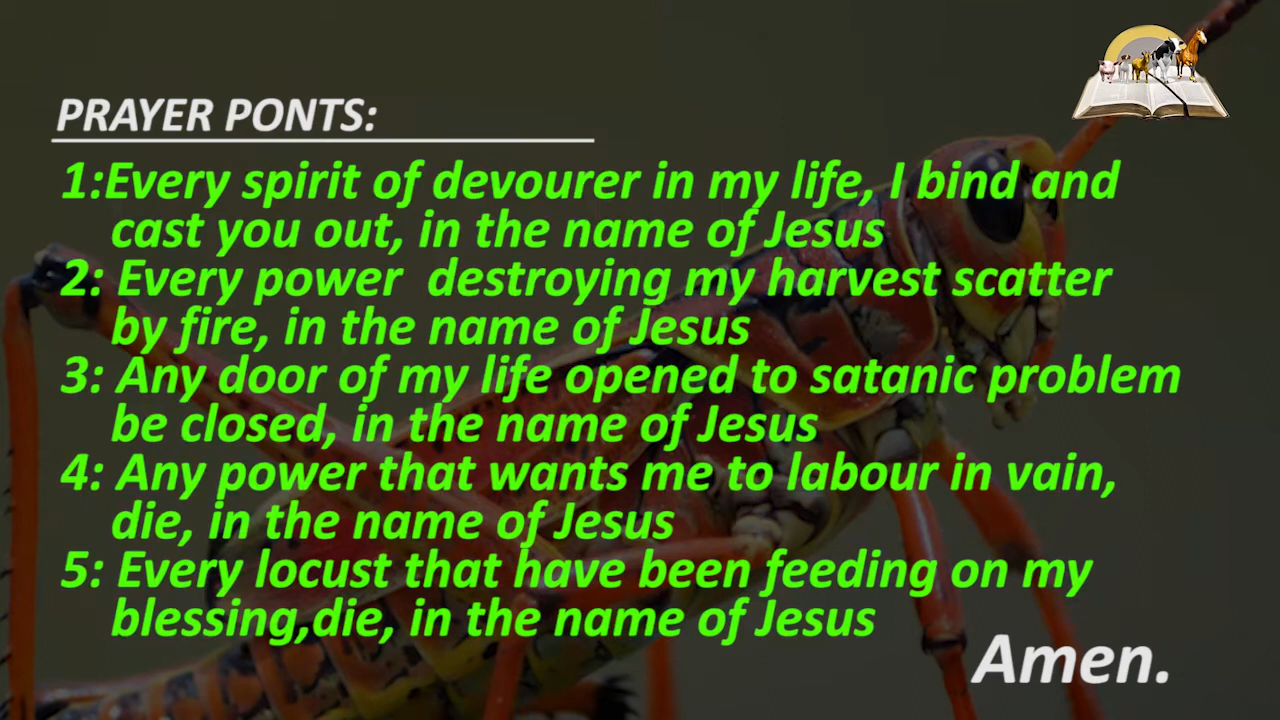 PRAYER PONTS:
1:Every spirit of devourer in my life, I bind and
cast you out, in the name of Jesus
2: Every power  destroying my harvest scatter
by fire, in the name of Jesus
3: Any door of my life opened to satanic problem
be closed, in the name of Jesus
4: Any power that wants me to labour in vain,
die, in the name of Jesus
5: Every locust that have been feeding on my
blessing,die, in the name of Jesus
Amen.